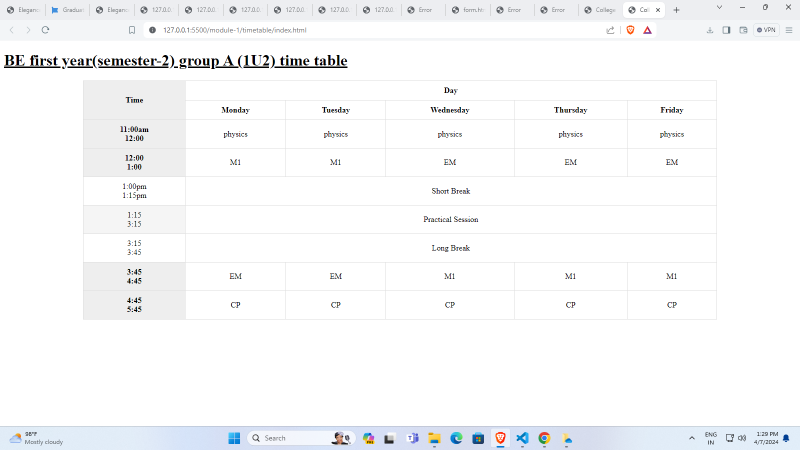 Elegan
Graduat
Elegan
127.0.0.
127.0.0.
127.0.0.
127.0.0.
127.0.0.
127.0.0.
Error
form.ht
Error
Error
College
Col
127.0.0.1:5500/module-1/timetable/index.html
VPN
BE first year(semester-2) group A (1U2) time table
Time
Day
Monday Tuesday Wednesday Thursday Friday
11:00am
12:00
physics physics physics physics physics
12:00
1:00
M1 M1 EM EM EM
1:00pm
1:15pm
Short Break
1:15
3:15
Practical Session
3:15
3:45
Long Break
3:45
4:45
EM EM M1 M1 M1
4:45
5:45
CP CP CP CP CP
98°F
Mostly cloudy
Search
ENG
IN
1:29 PM
4/7/2024